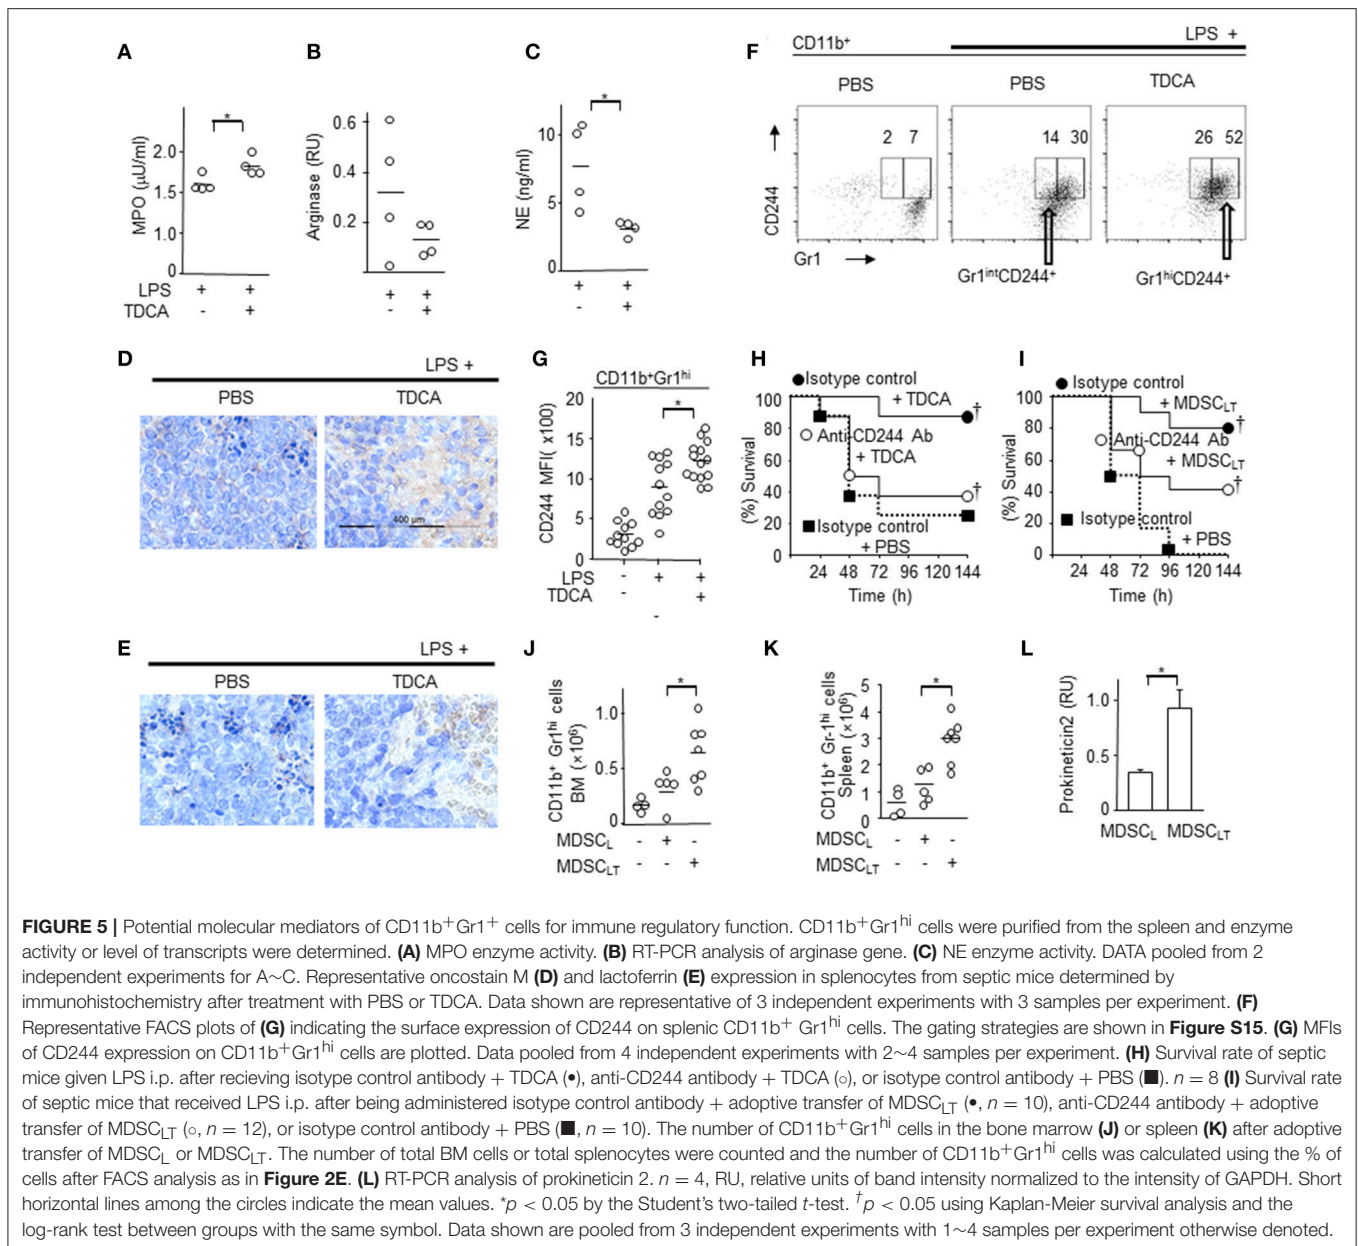 A
MPO (μU/ml)
2.0
1.0
0
*
LPS + +
TDCA - +
B
Arginase (RU)
0.6
0.2
+ +
- +
C
NE (ng/ml)
10
5
0
*
+ +
- +
F
CD11b+
LPS +
PBS PBS TDCA
2 7
14 30
26 52
CD244
Gr1
Gr1intCD244+
Gr1hiCD244+
D
LPS +
PBS TDCA
400 μm
G
CD11b+Gr1hi
CD244 MFI( x100)
20
15
10
5
0
*
LPS - + +
TDCA - +
-
H
●Isotype control
+ TDCA
†
○Anti-CD244 Ab
+ TDCA
†
■Isotype control
+ PBS
(%) Survival
100
80
60
40
20
0
24 48 72 96 120 144
Time (h)
I
●Isotype control
+ MDSCLT
†
○Anti-CD244 Ab
+ MDSCLT
†
■ Isotype control
+ PBS
(%) Survival
100
80
60
40
20
0
24 48 72 96 120 144
Time (h)
E
LPS +
PBS TDCA
J
CD11b+ Gr1hi cells
BM (×106)
1.0
0.5
0
*
MDSCL - + -
MDSCLT - - +
K
CD11b+ Gr-1hi cells
Spleen (×106)
5
4
3
2
1
0
*
MDSCL - + -
MDSCLT - - +
L
Prokineticin2 (RU)
1.0
0.5
0
*
MDSCL MDSCLT
FIGURE 5 | Potential molecular mediators of CD11b+Gr1+ cells for immune regulatory function. CD11b+Gr1hi cells were purified from the spleen and enzyme
activity or level of transcripts were determined. (A) MPO enzyme activity. (B) RT-PCR analysis of arginase gene. (C) NE enzyme activity. DATA pooled from 2
independent experiments for A~C. Representative oncostain M (D) and lactoferrin (E) expression in splenocytes from septic mice determined by
immunohistochemistry after treatment with PBS or TDCA. Data shown are representative of 3 independent experiments with 3 samples per experiment. (F)
Representative FACS plots of (G) indicating the surface expression of CD244 on splenic CD11b+ Gr1hi cells. The gating strategies are shown in Figure S15. (G) MFIs
of CD244 expression on CD11b+Gr1hi cells are plotted. Data pooled from 4 independent experiments with 2~4 samples per experiment. (H) Survival rate of septic
mice given LPS i.p. after recieving isotype control antibody + TDCA (•), anti-CD244 antibody + TDCA (○), or isotype control antibody + PBS (■). n = 8 (I) Survival rate
of septic mice that received LPS i.p. after being administered isotype control antibody + adoptive transfer of MDSCLT (•, n = 10), anti-CD244 antibody + adoptive
transfer of MDSCLT (○, n = 12), or isotype control antibody + PBS (■, n = 10). The number of CD11b+Gr1hi cells in the bone marrow (J) or spleen (K) after adoptive
transfer of MDSCL or MDSCLT. The number of total BM cells or total splenocytes were counted and the number of CD11b+Gr1hi cells was calculated using the % of
cells after FACS analysis as in Figure 2E. (L) RT-PCR analysis of prokineticin 2. n = 4, RU, relative units of band intensity normalized to the intensity of GAPDH. Short
horizontal lines among the circles indicate the mean values. *p < 0.05 by the Student's two-tailed t-test. †p < 0.05 using Kaplan-Meier survival analysis and the
log-rank test between groups with the same symbol. Data shown are pooled from 3 independent experiments with 1~4 samples per experiment otherwise denoted.